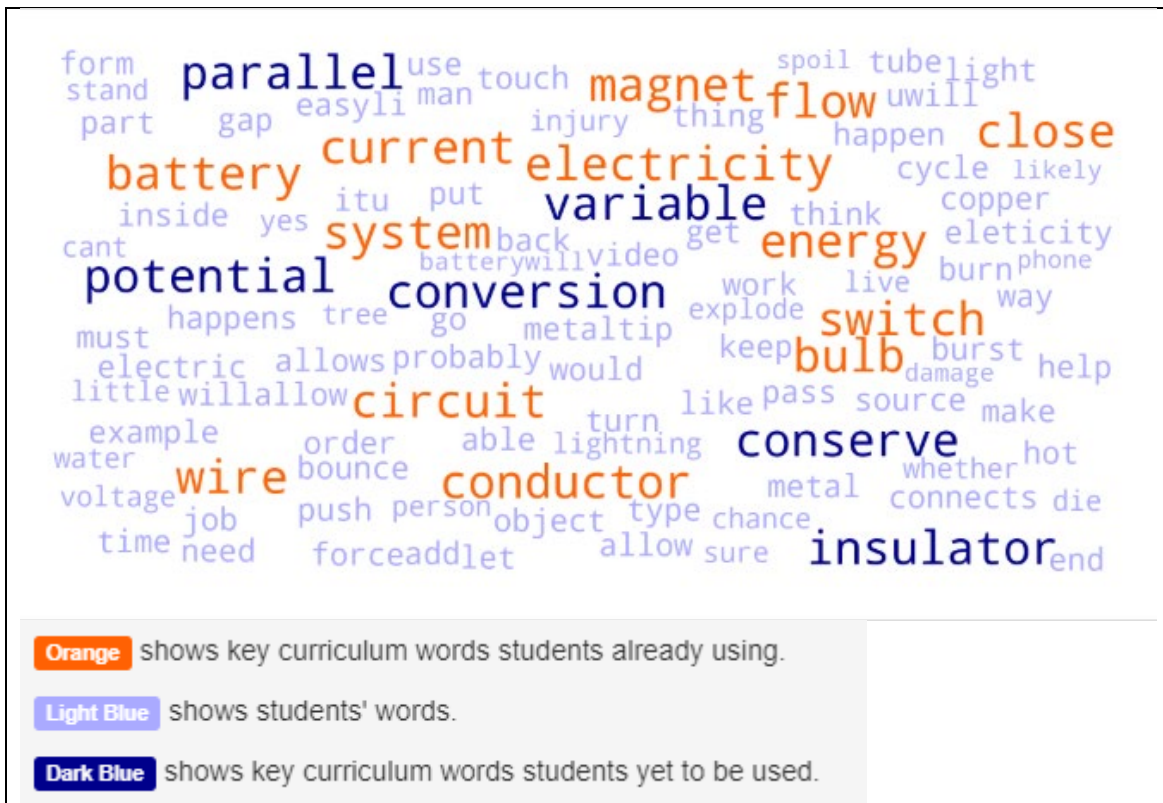 form parallel use touch magnet spoil tube light
stand easyli man flow uwill
part gap injury thing happen close
battery current electricity cycle likely
inside yes itu put variable think copper
cant system back get energy eleticity
potential batterywill video burn phone
conversion work live way
happens tree go metaltip explode switch
must keep bulb burst
electric allows probably would damage help
little willallow circuit like pass source make
example order able turn lightning conserve hot
water wire bounce conductor metal whether
voltage job push person object type chance connects die
time need forceadd let allow sure insulator end
Orange shows key curriculum words students already using.
Light Blue shows students' words.
Dark Blue shows key curriculum words students yet to be used.